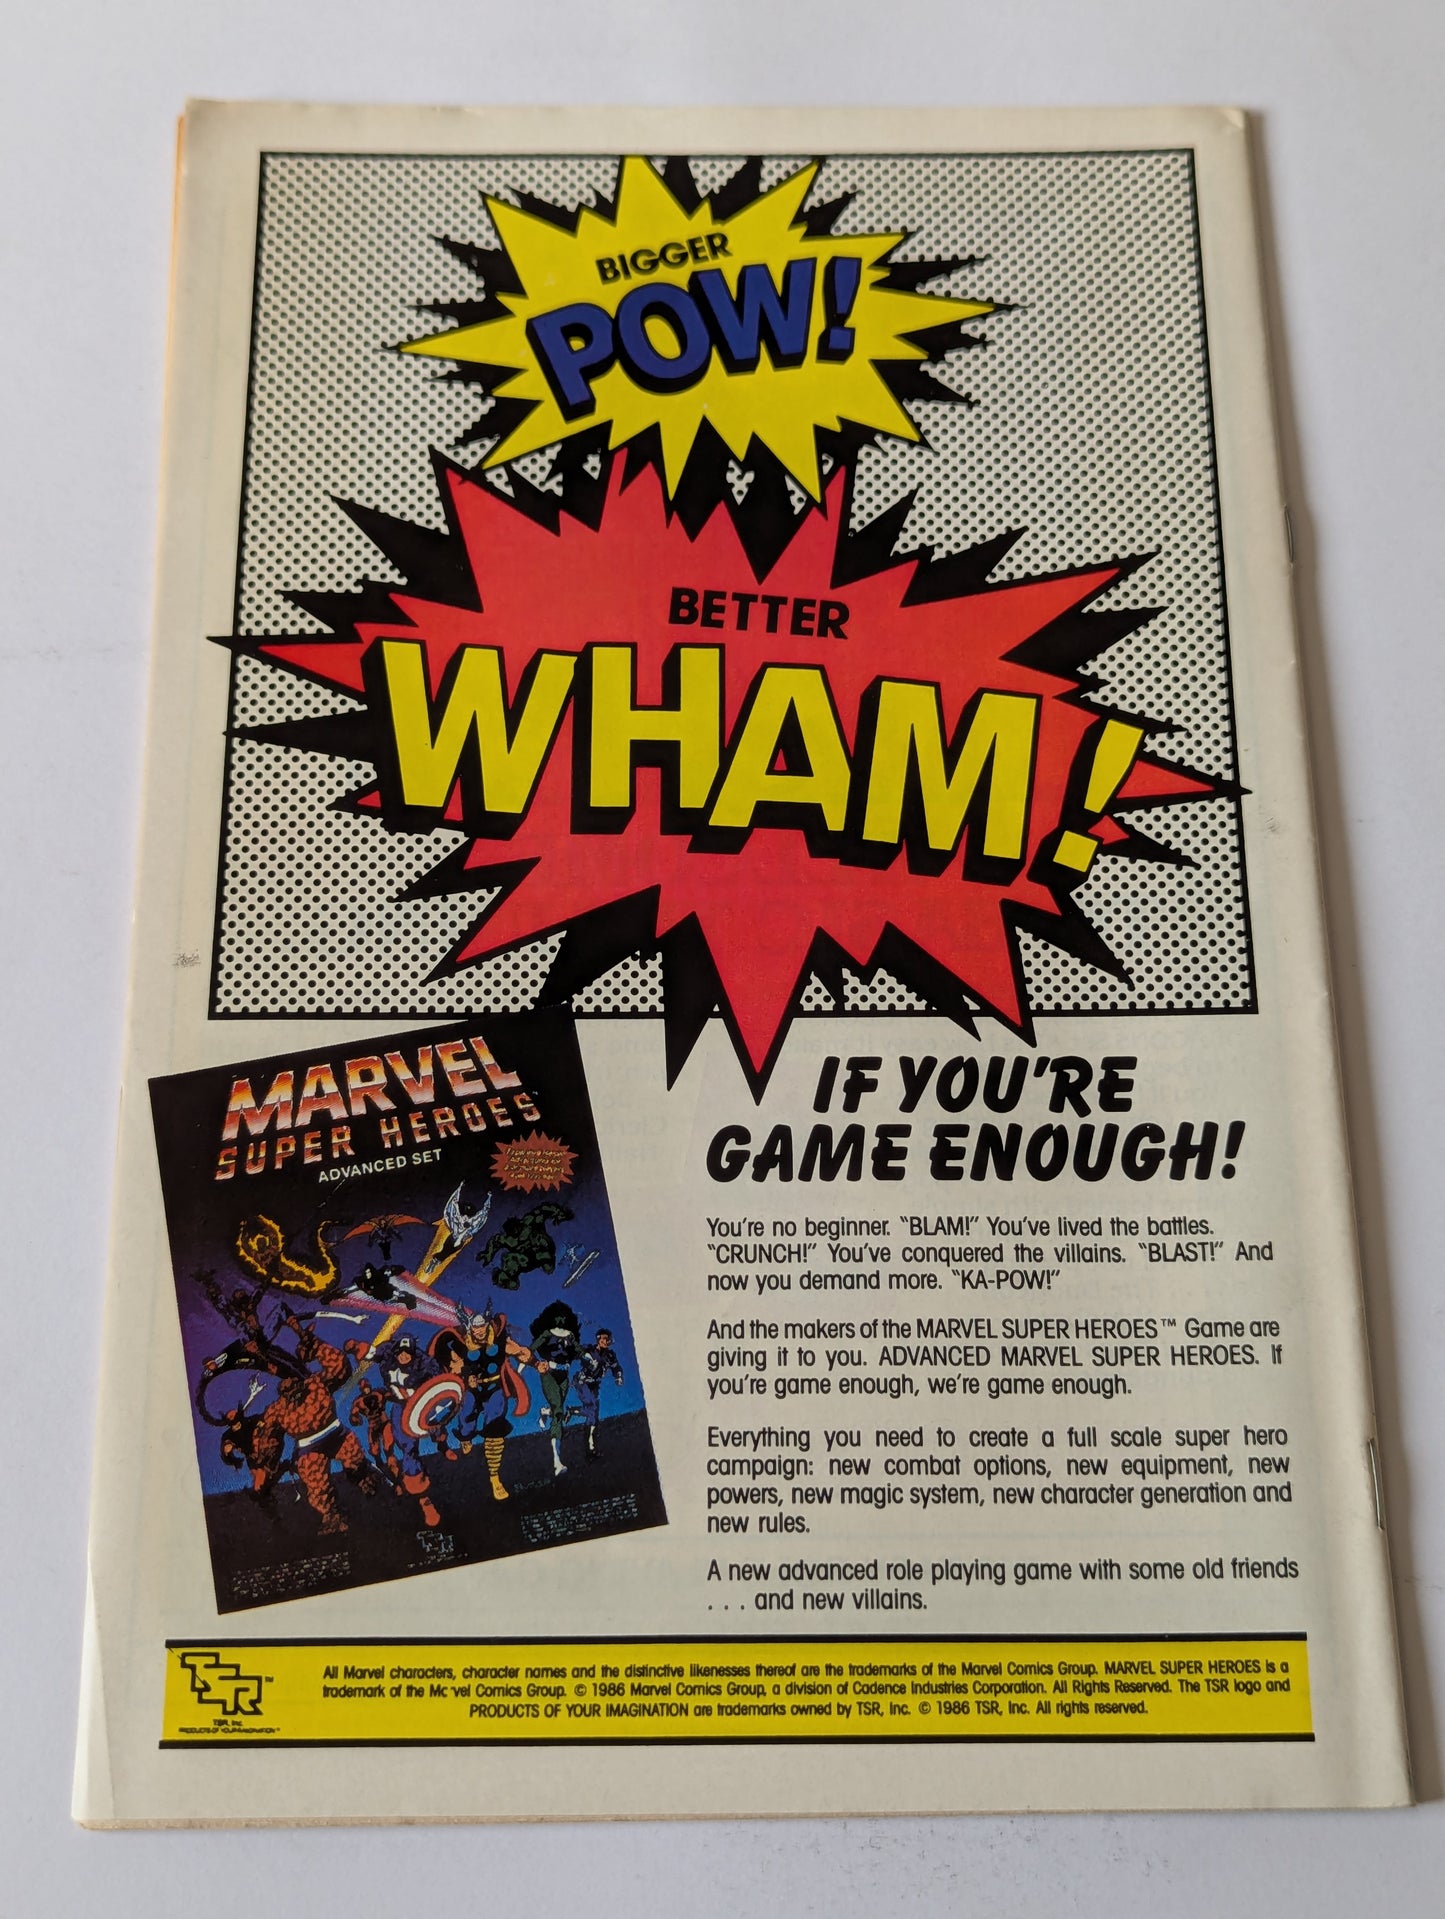 BIGGER
POW!
BETTER
WHAM!
MARVEL
SUPER HEROES™
ADVANCED SET
IF YOU'RE
GAME ENOUGH!
You're no beginner. "BLAM!" You've lived the battles.
"CRUNCH!" You've conquered the villains. "BLAST!" And
now you demand more. "KA-POW!"
And the makers of the MARVEL SUPER HEROES™ Game are
giving it to you. ADVANCED MARVEL SUPER HEROES. If
you're game enough, we're game enough.
Everything you need to create a full scale super hero
campaign: new combat options, new equipment, new
powers, new magic system, new character generation and
new rules.
A new advanced role playing game with some old friends
. . . and new villains.
TSR™
TSR, Inc.
PRODUCTS OF YOUR IMAGINATION™
All Marvel characters, character names and the distinctive likenesses thereof are the trademarks of the Marvel Comics Group. MARVEL SUPER HEROES is a
trademark of the Mc vel Comics Group. © 1986 Marvel Comics Group, a division of Cadence Industries Corporation. All Rights Reserved. The TSR logo and
PRODUCTS OF YOUR IMAGINATION are trademarks owned by TSR, Inc. © 1986 TSR, Inc. All rights reserved.